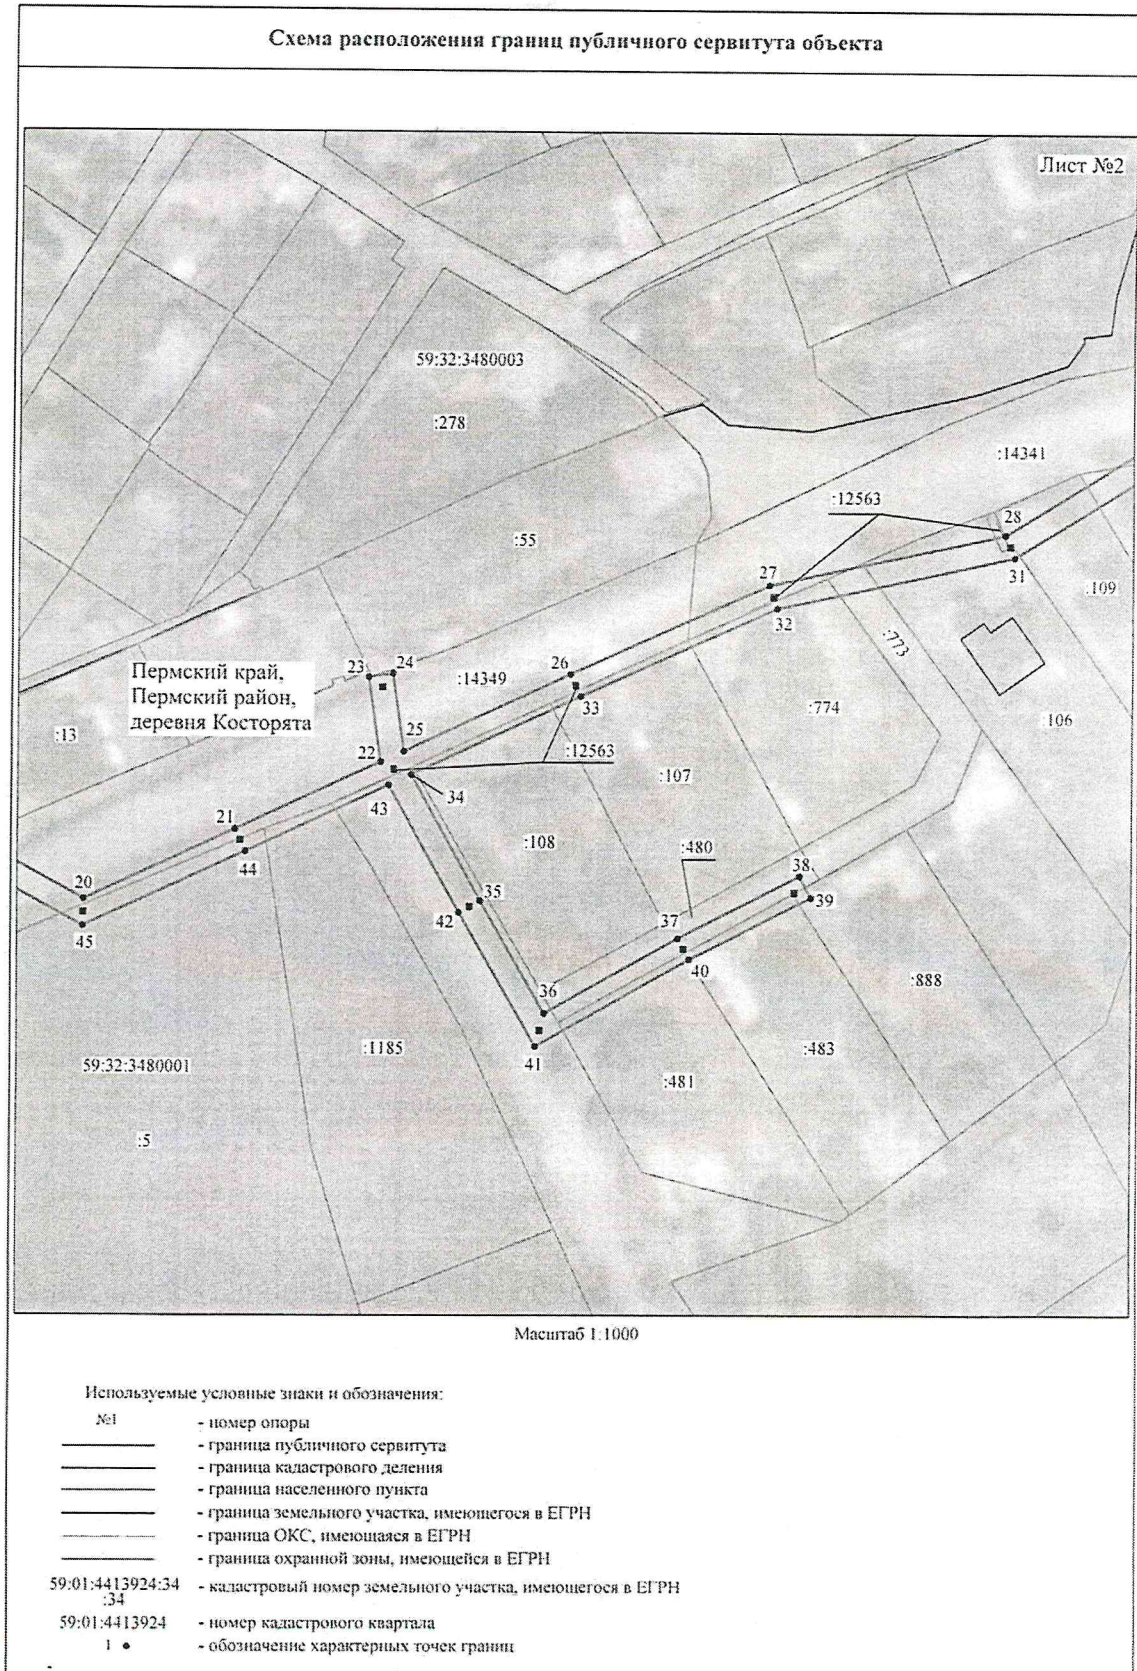 Схема расположения границ публичного сервитута объекта
Лист №2
59:32:3480003
:278
:14341
:12563
28
:55
31
27
:109
32
:773
Пермский край,
Пермский район,
деревня Косторята
23
24
26
:14349
33
:774
:106
:13
25
22
:12563
:107
34
21
43
:108
:480
44
38
20
35
39
42
37
45
40
36
:888
:1185
41
:483
59:32:3480001
:481
:5
Масштаб 1:1000
Используемые условные знаки и обозначения:
№1 - номер опоры
- граница публичного сервитута
- граница кадастрового деления
- граница населенного пункта
- граница земельного участка, имеющегося в ЕГРН
- граница ОКС, имеющаяся в ЕГРН
- граница охранной зоны, имеющейся в ЕГРН
59:01:4413924:34 - кадастровый номер земельного участка, имеющегося в ЕГРН
:34
59:01:4413924 - номер кадастрового квартала
1 ● - обозначение характерных точек границ